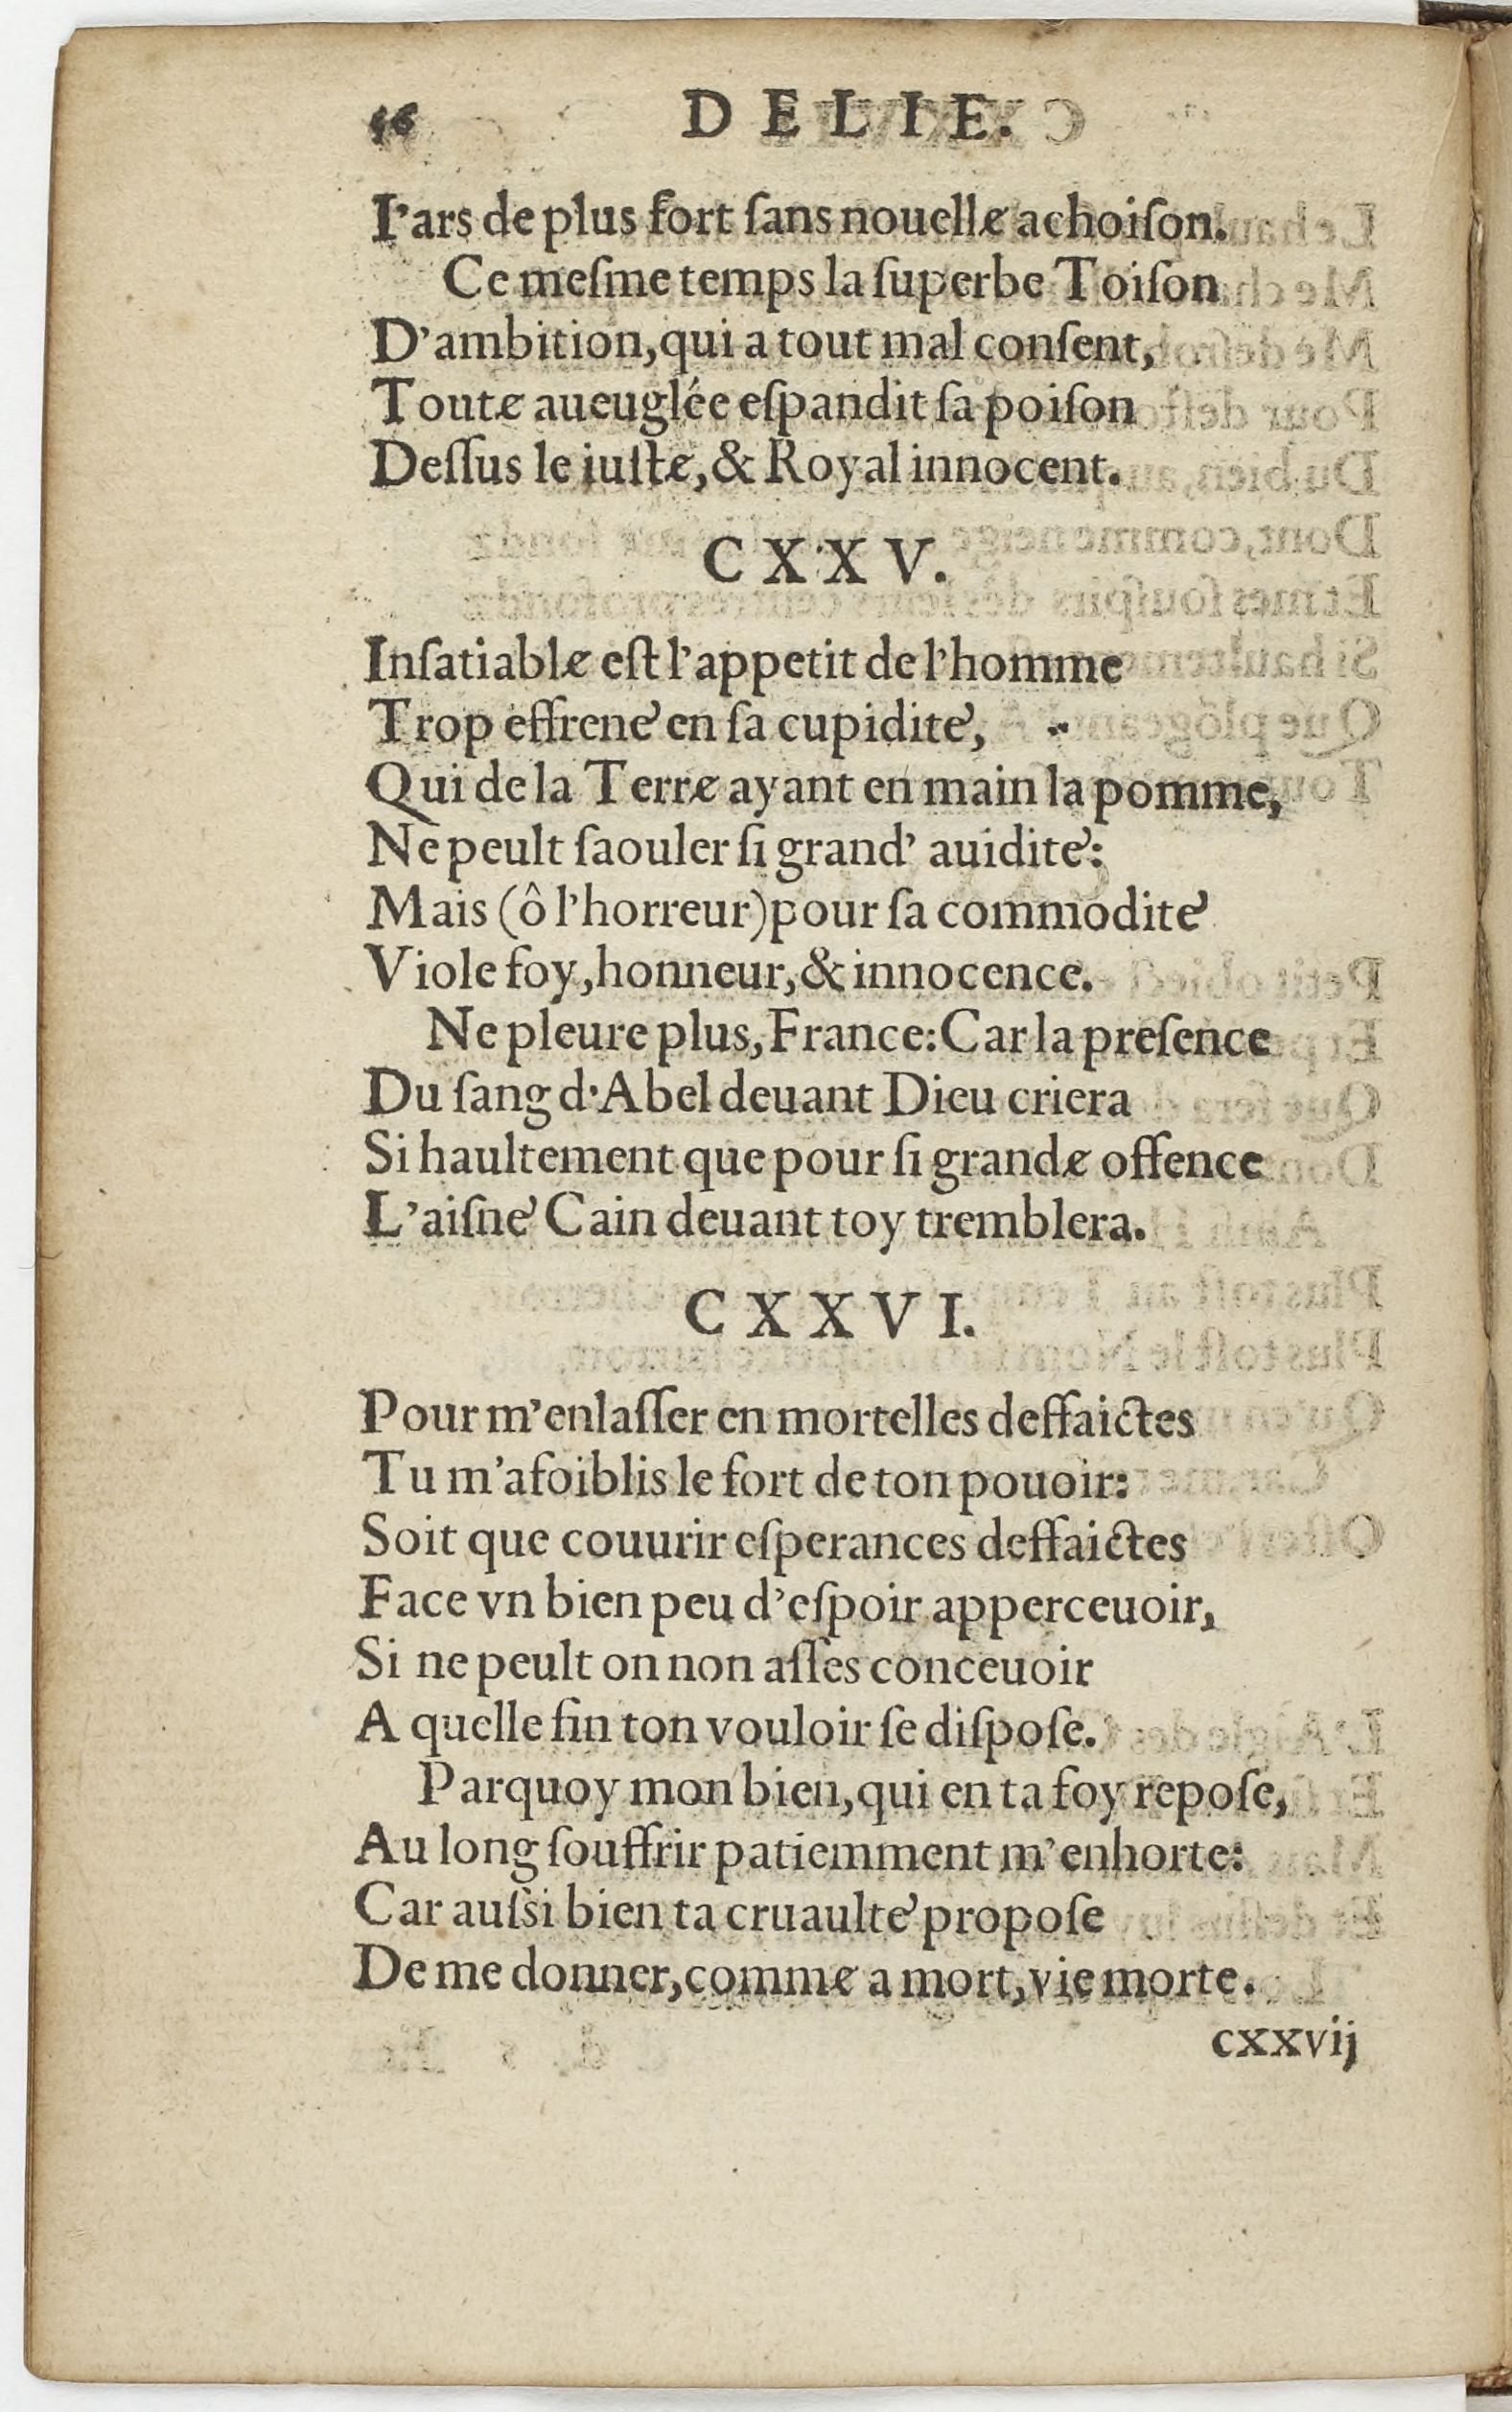 56 DELIE.
I'ars de plus fort ſans nouelle achoiſon.
Ce meſme temps la ſuperbe Toiſon
D'ambition, qui a tout mal conſent,
Toute aueuglée eſpandit ſa poiſon
Deſſus le iuſte, & Royal innocent.
CXXV.
Inſatiable eſt l'appetit de l'homme
Trop effrené en ſa cupidité,
Qui de la Terre ayant en main la pomme,
Ne peult ſaouler ſi grand' auidité:
Mais (ô l'horreur) pour ſa commodité
Viole foy, honneur, & innocence.
Ne pleure plus, France: Car la preſence
Du ſang d'Abel deuant Dieu criera
Si haultement que pour ſi grande offence
L'aiſné Cain deuant toy tremblera.
CXXVI.
Pour m'enlaſſer en mortelles deffaictes
Tu m'afoiblis le fort de ton pouoir:
Soit que couurir eſperances deffaictes
Face vn bien peu d'eſpoir apperceuoir,
Si ne peult on non aſſes conceuoir
A quelle fin ton vouloir ſe diſpoſe.
Parquoy mon bien, qui en ta foy repoſe,
Au long ſouffrir patiemment m'enhorte:
Car auſsi bien ta cruaulté propoſe
De me donner, comme a mort, vie morte.
cxxvij